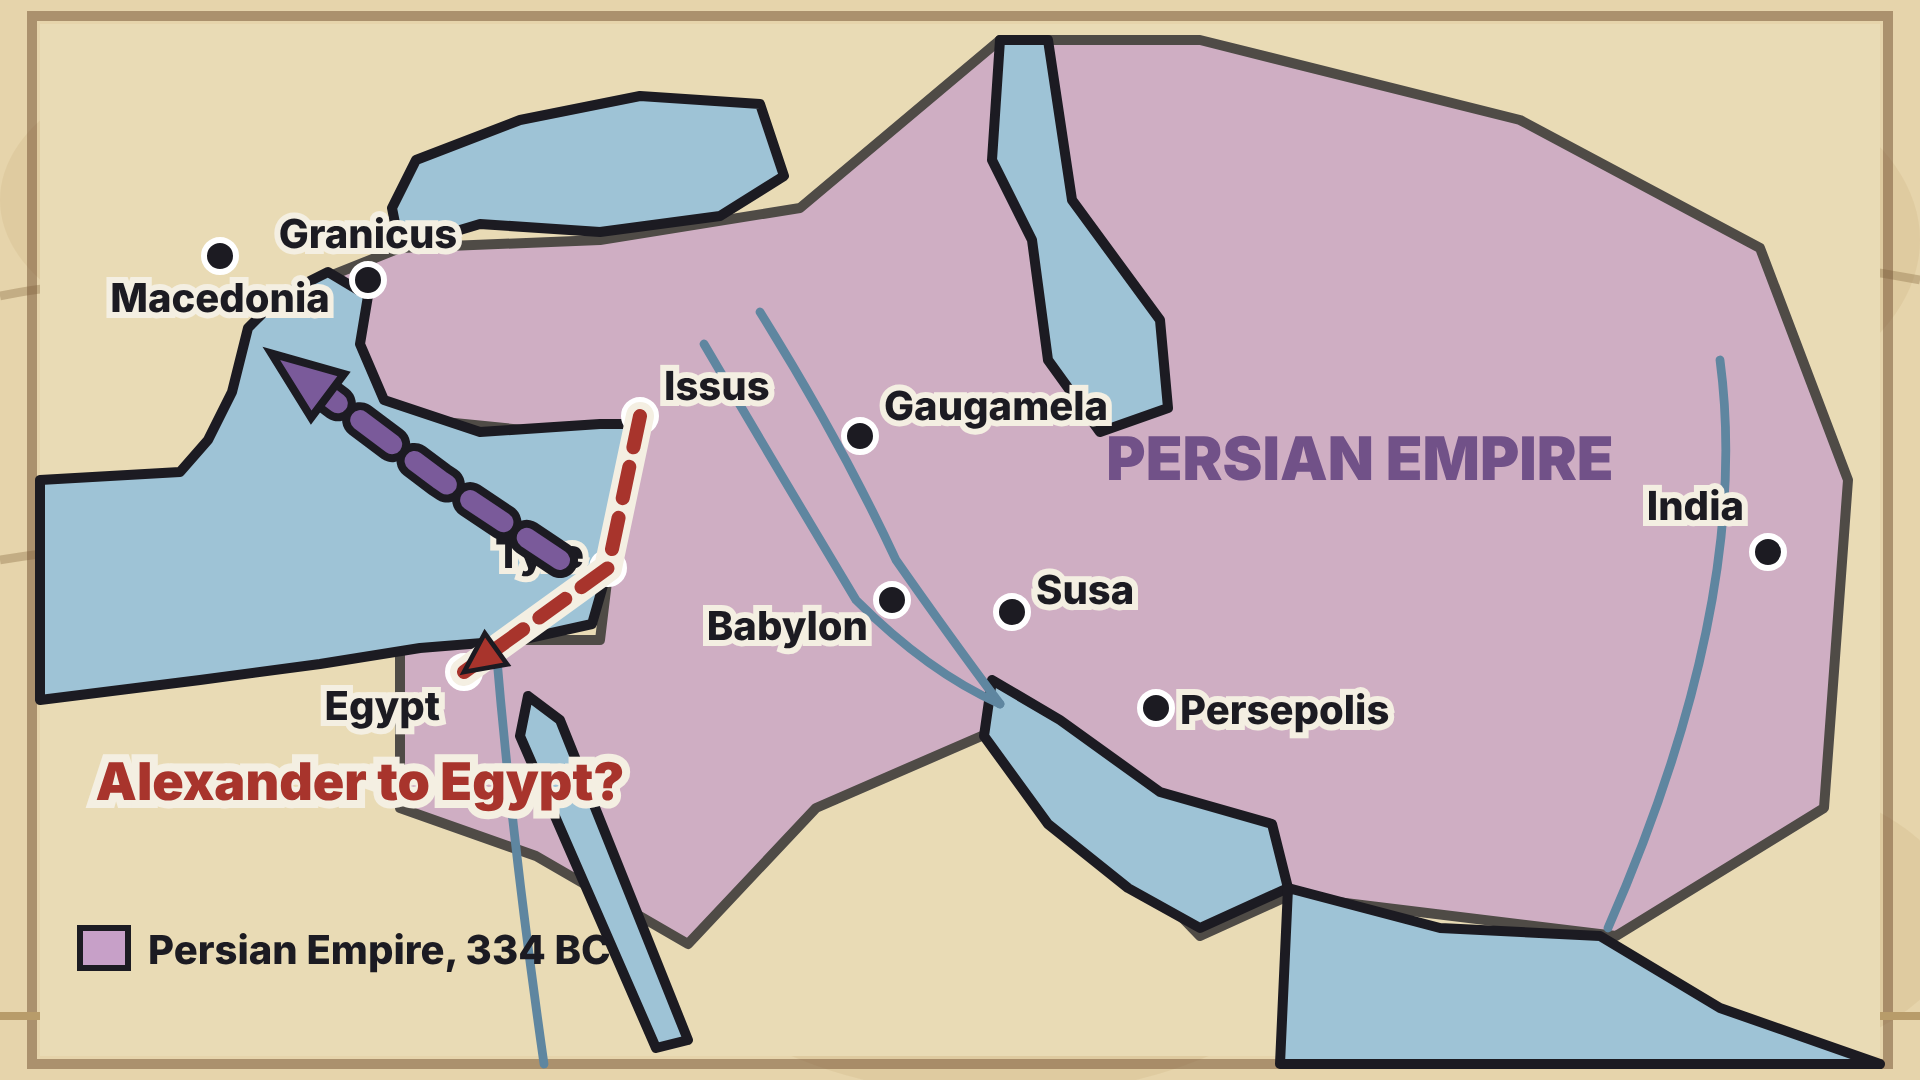 Granicus
Macedonia
Issus
Gaugamela
PERSIAN EMPIRE
India
Susa
Babylon
Egypt
Persepolis
Alexander to Egypt?
Persian Empire, 334 BC